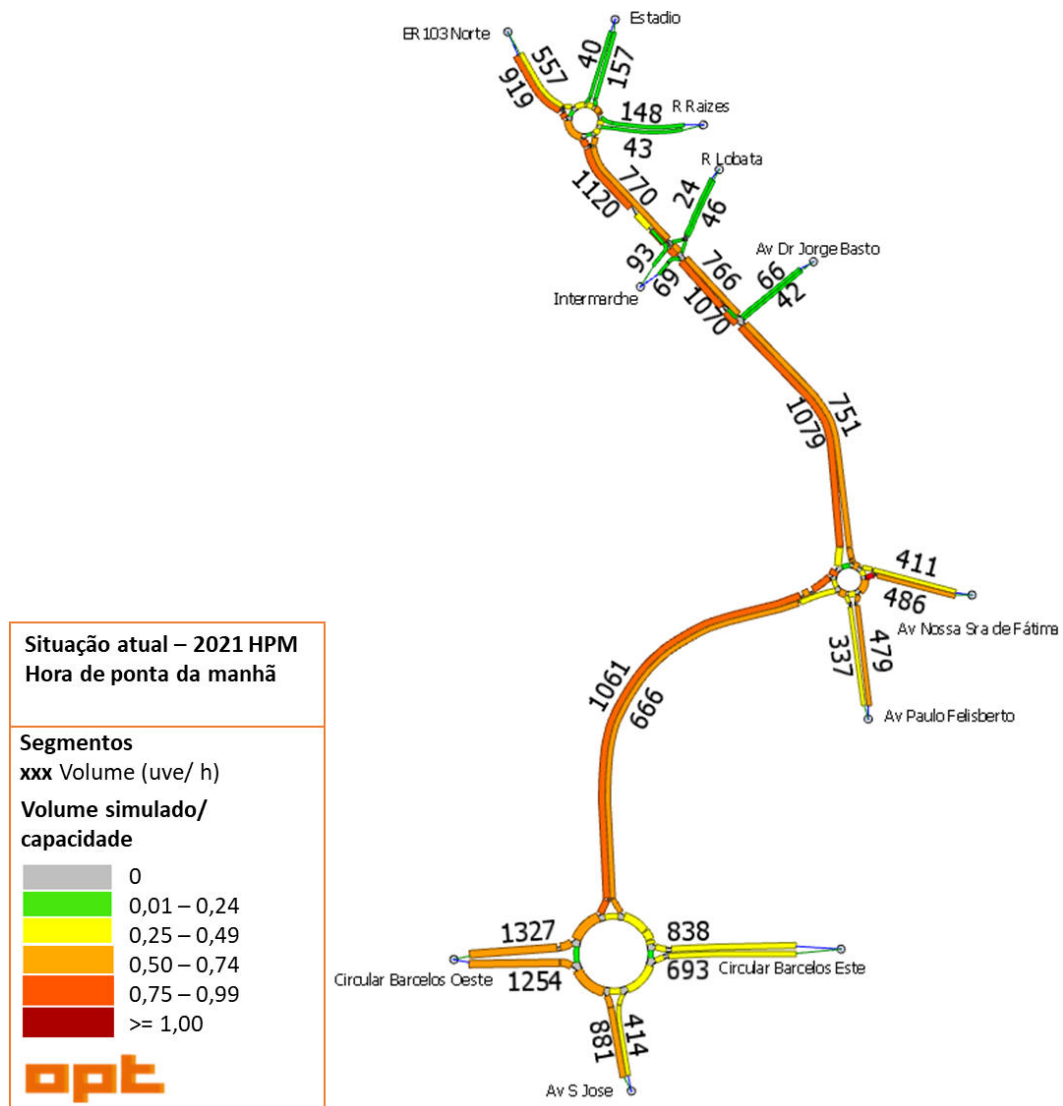 Estadio
ER 103 Norte
557
919
40
157
148
R Raizes
43
R Lobata
770
1120
24
46
93
69
Intermarche
Av Dr Jorge Basto
766
1070
66
42
751
1079
411
486
Av Nossa Sra de Fátima
337
479
Av Paulo Felisberto
1061
666
Situação atual – 2021 HPM
Hora de ponta da manhã
Segmentos
xxx Volume (uve/ h)
Volume simulado/
capacidade
0
0,01 – 0,24
0,25 – 0,49
0,50 – 0,74
0,75 – 0,99
>= 1,00
opt
1327
838
Circular Barcelos Oeste
Circular Barcelos Este
1254
693
881
414
Av S Jose